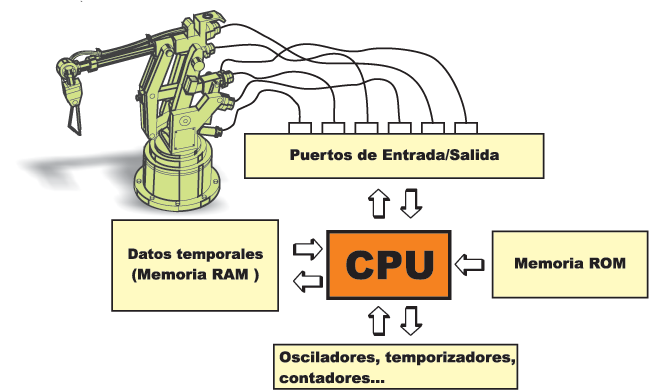 Puertos de Entrada/Salida
Datos temporales
(Memoria RAM )
CPU
Memoria ROM
Osciladores, temporizadores,
contadores...